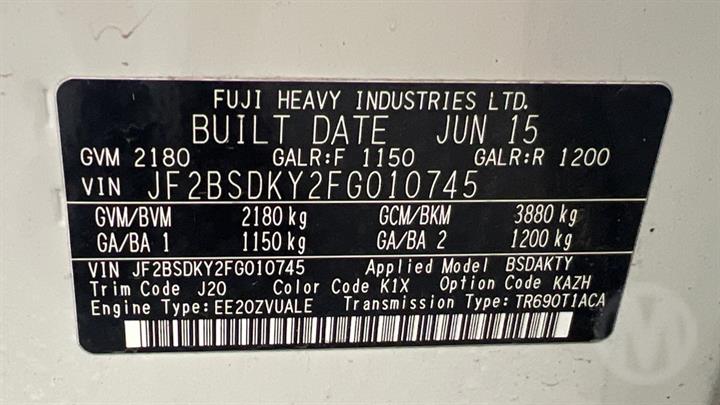 FUJI HEAVY INDUSTRIES LTD.
BUILT DATE JUN 15
GVM 2180 GALR:F 1150 GALR:R 1200
VIN JF2BSDKY2FG010745
GVM/BVM 2180 kg GCM/BKM 3880 kg
GA/BA 1 1150 kg GA/BA 2 1200 kg
VIN JF2BSDKY2FG010745 Applied Model BSDAKTY
Trim Code J20 Color Code K1X Option Code KAZH
Engine Type:EE20ZVUALE Transmission Type:TR690T1ACA
M